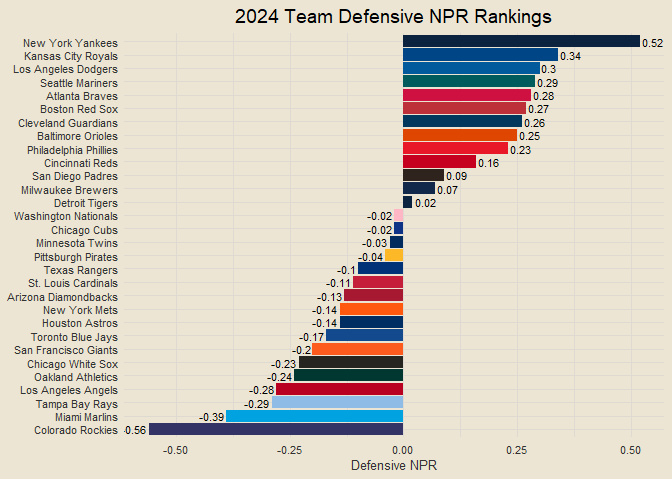 2024 Team Defensive NPR Rankings
New York Yankees 0.52
Kansas City Royals 0.34
Los Angeles Dodgers 0.3
Seattle Mariners 0.29
Atlanta Braves 0.28
Boston Red Sox 0.27
Cleveland Guardians 0.26
Baltimore Orioles 0.25
Philadelphia Phillies 0.23
Cincinnati Reds 0.16
San Diego Padres 0.09
Milwaukee Brewers 0.07
Detroit Tigers 0.02
Washington Nationals -0.02
Chicago Cubs -0.02
Minnesota Twins -0.03
Pittsburgh Pirates -0.04
Texas Rangers -0.1
St. Louis Cardinals -0.11
Arizona Diamondbacks -0.13
New York Mets -0.14
Houston Astros -0.14
Toronto Blue Jays -0.17
San Francisco Giants -0.2
Chicago White Sox -0.23
Oakland Athletics -0.24
Los Angeles Angels -0.28
Tampa Bay Rays -0.29
Miami Marlins -0.39
Colorado Rockies -0.56
-0.50 -0.25 0.00 0.25 0.50
Defensive NPR